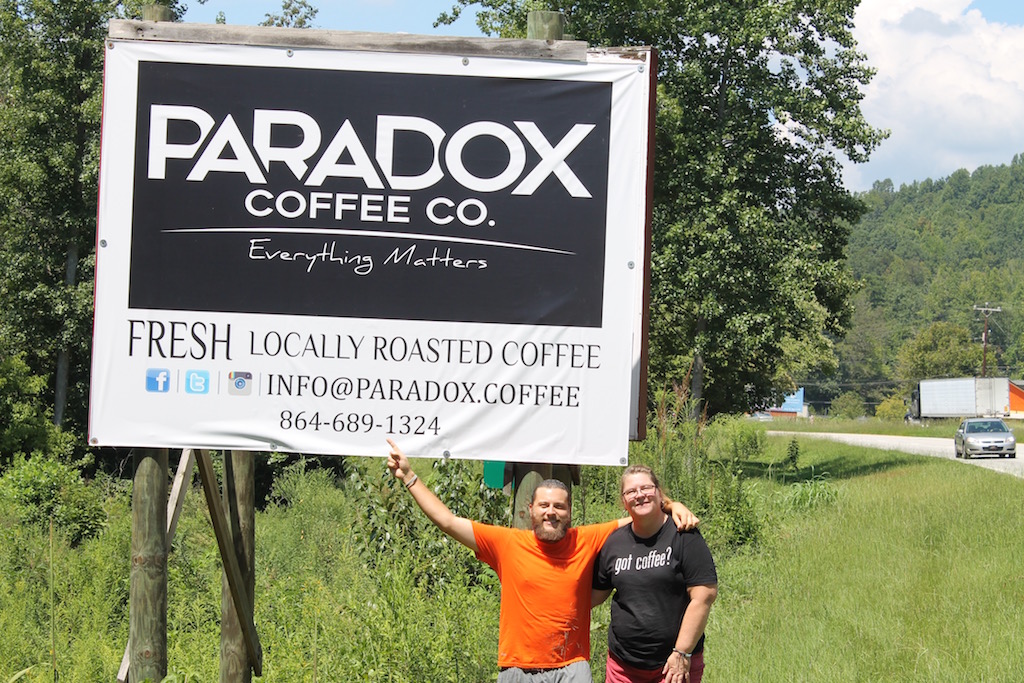 PARADOX
COFFEE CO.
Everything Matters
FRESH LOCALLY ROASTED COFFEE
INFO@PARADOX.COFFEE
864-689-1324
got coffee?